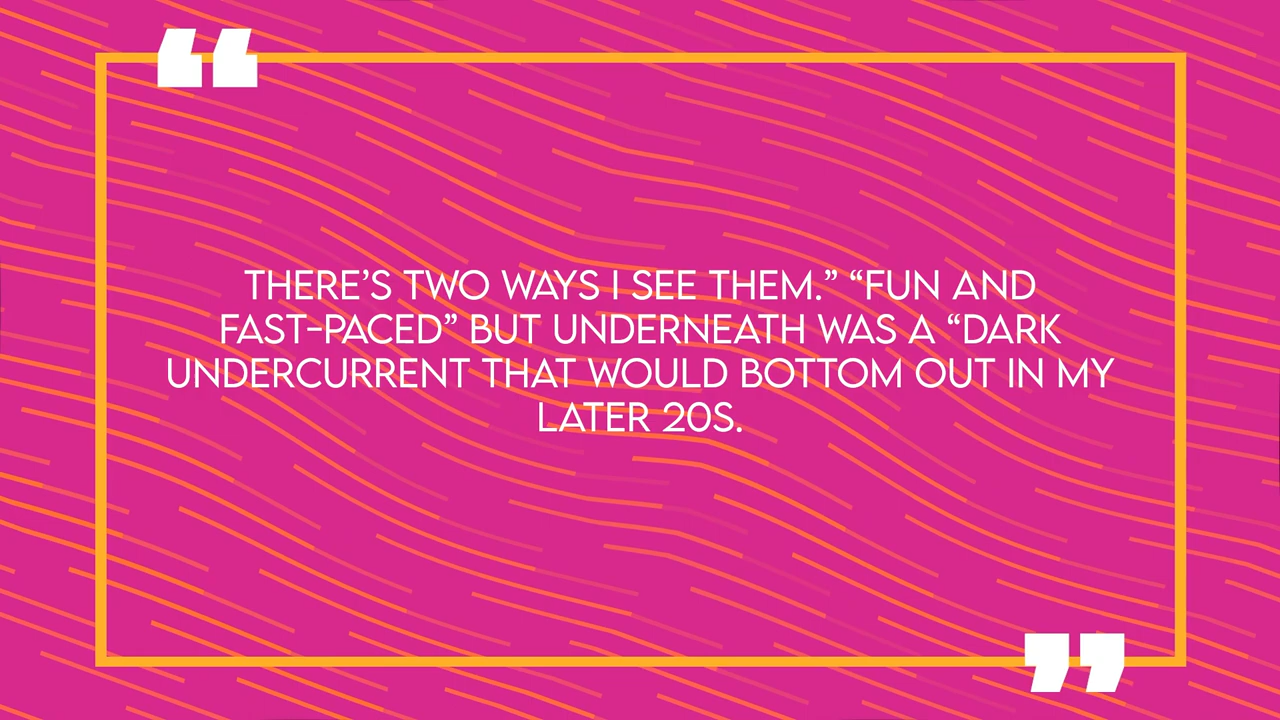 “
THERE’S TWO WAYS I SEE THEM.” “FUN AND
FAST-PACED” BUT UNDERNEATH WAS A “DARK
UNDERCURRENT THAT WOULD BOTTOM OUT IN MY
LATER 20S.
”